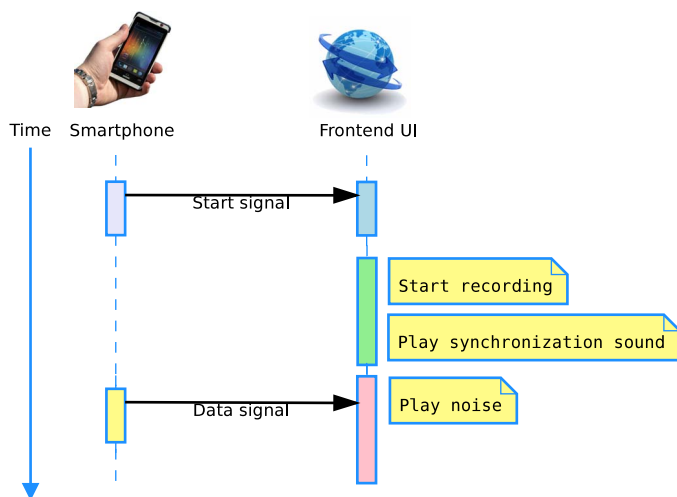 Time
Smartphone
Frontend UI
Start signal
Start recording
Play synchronization sound
Data signal
Play noise